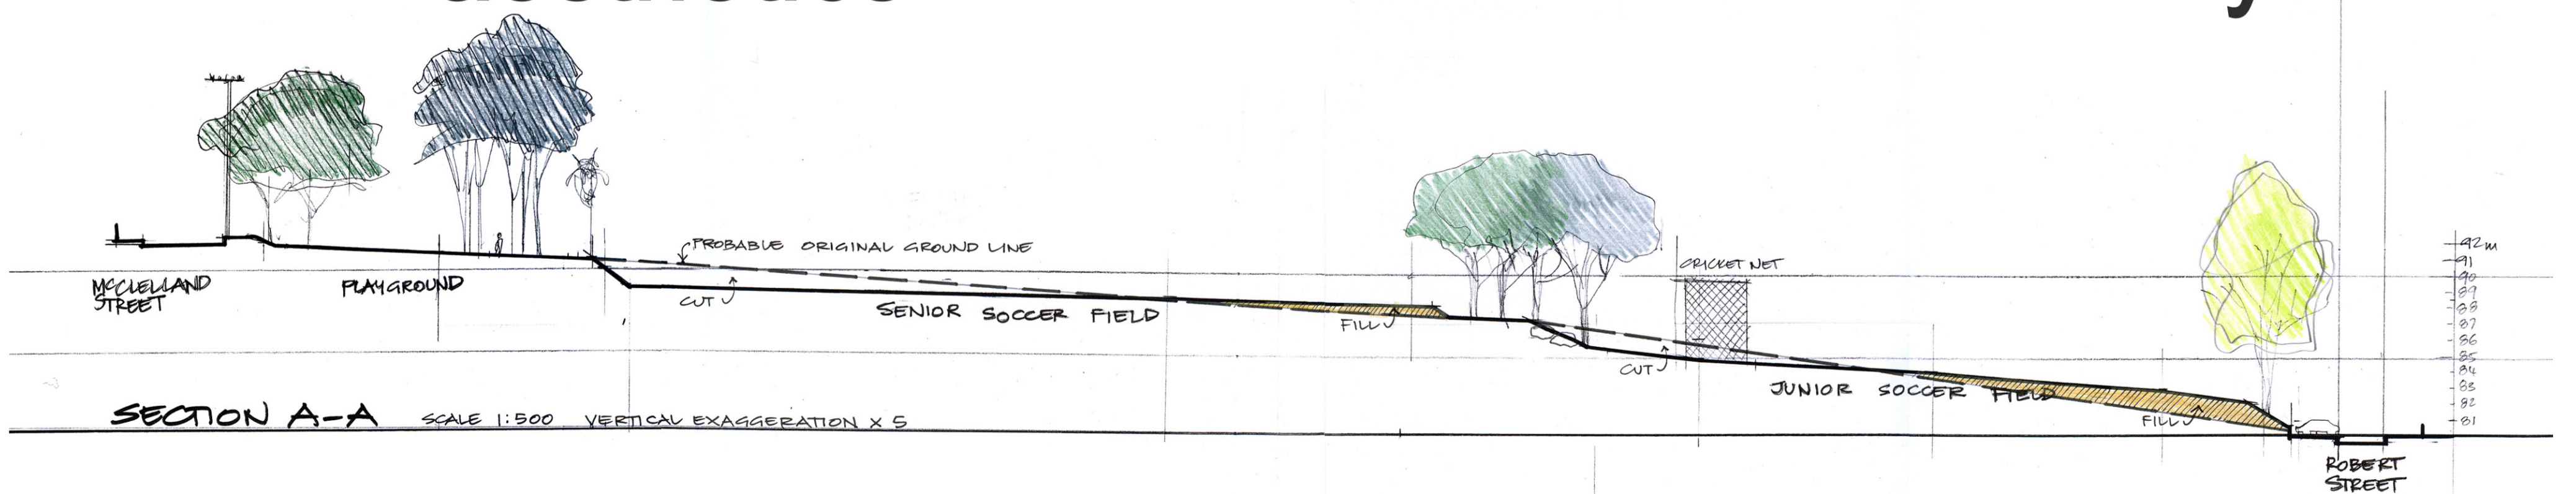 PROBABLE ORIGINAL GROUND LINE
CRICKET NET
McCLELLAND
STREET
PLAYGROUND
CUT
SENIOR SOCCER FIELD
FILL
CUT
JUNIOR SOCCER FIELD
FILL
92m
91
90
89
88
87
86
85
84
83
82
81
SECTION A-A SCALE 1:500 VERTICAL EXAGGERATION X 5
ROBERT
STREET